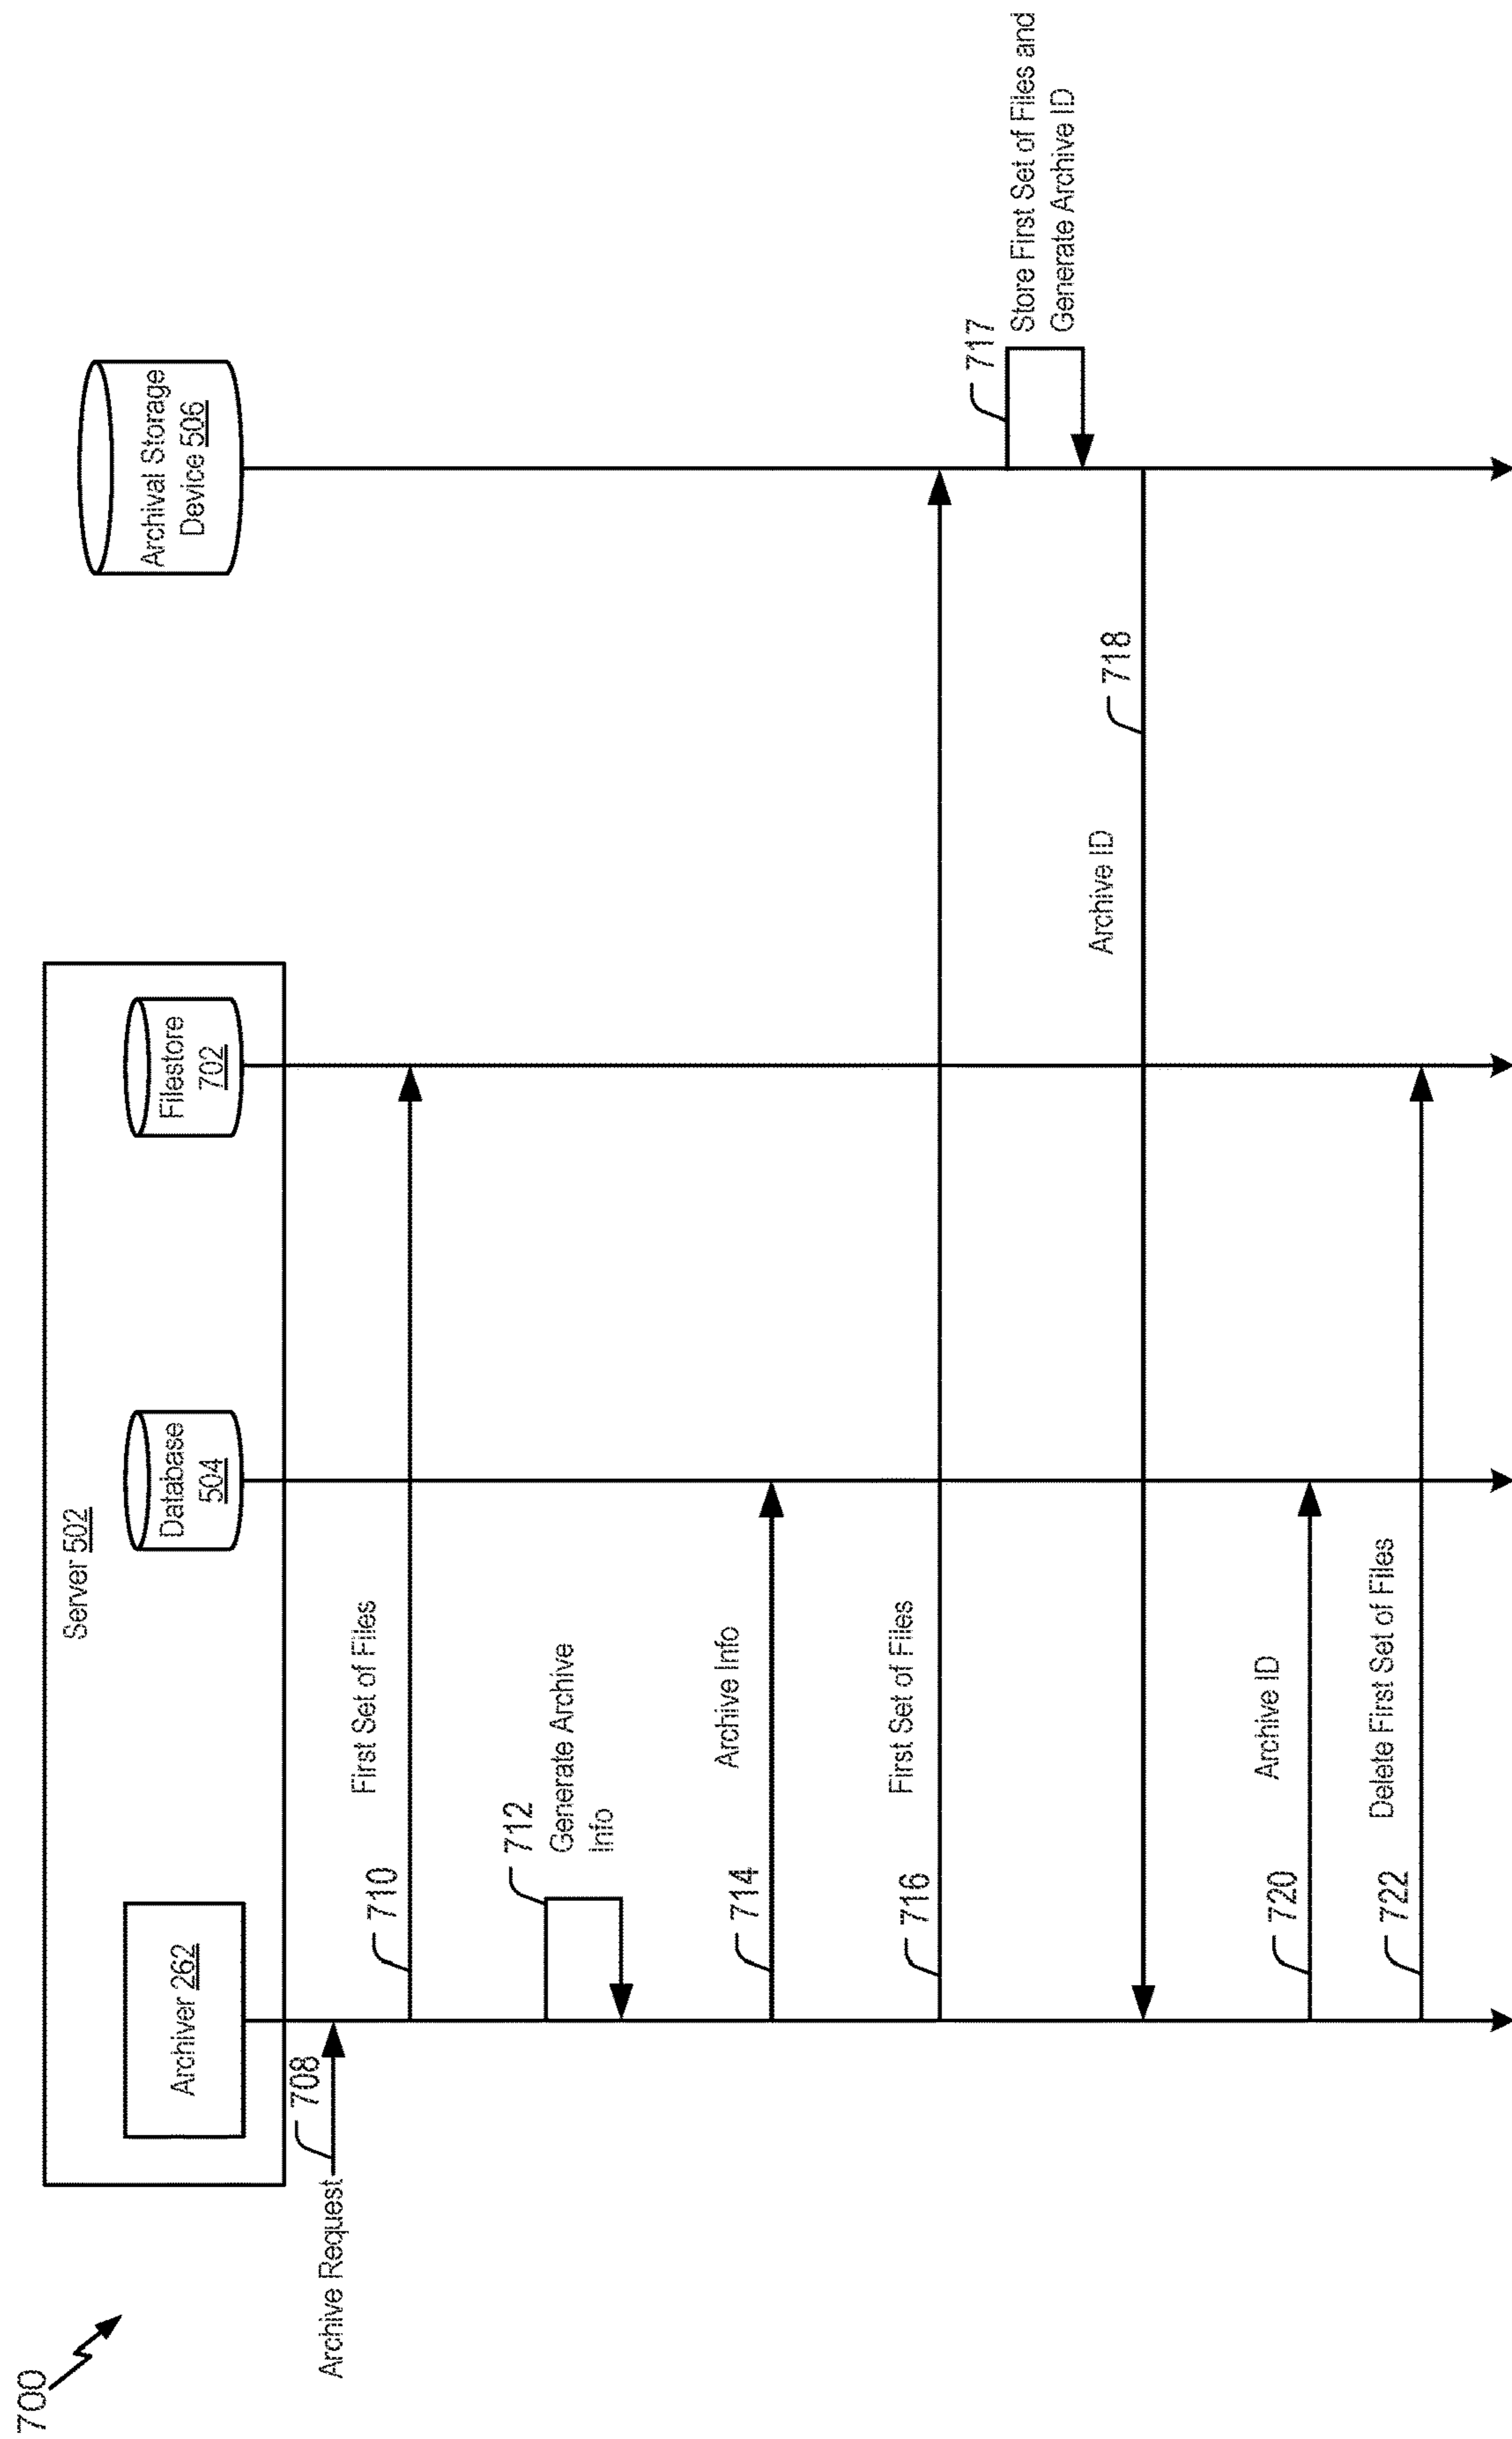 700
Server 502
Archiver 262
Database
504
Filestore
702
Archival Storage
Device 506
Archive Request
708
710
First Set of Files
712
Generate Archive
Info
714
Archive Info
716
First Set of Files
717
Store First Set of Files and
Generate Archive ID
Archive ID
718
720
Archive ID
722
Delete First Set of Files